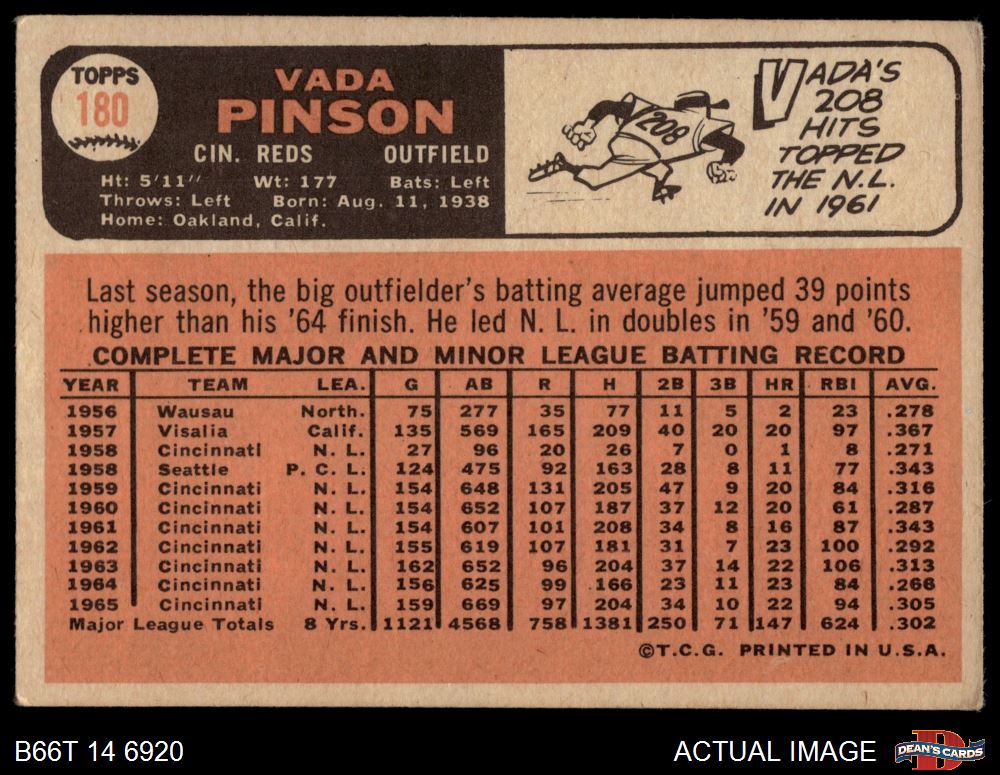 TOPPS
180
VADA
PINSON
CIN. REDS OUTFIELD
Ht: 5'11" Wt: 177 Bats: Left
Throws: Left Born: Aug. 11, 1938
Home: Oakland, Calif.
208
VADA'S
208
HITS
TOPPED
THE N.L.
IN 1961
Last season, the big outfielder's batting average jumped 39 points
higher than his '64 finish. He led N. L. in doubles in '59 and '60.
COMPLETE MAJOR AND MINOR LEAGUE BATTING RECORD
YEAR TEAM LEA. G AB R H 2B 3B HR RBI AVG.
1956 Wausau North. 75 277 35 77 11 5 2 23 .278
1957 Visalia Calif. 135 569 165 209 40 20 20 97 .367
1958 Cincinnati N. L. 27 96 20 26 7 0 1 8 .271
1958 Seattle P. C. L. 124 475 92 163 28 8 11 77 .343
1959 Cincinnati N. L. 154 648 131 205 47 9 20 84 .316
1960 Cincinnati N. L. 154 652 107 187 37 12 20 61 .287
1961 Cincinnati N. L. 154 607 101 208 34 8 16 87 .343
1962 Cincinnati N. L. 155 619 107 181 31 7 23 100 .292
1963 Cincinnati N. L. 162 652 96 204 37 14 22 106 .313
1964 Cincinnati N. L. 156 625 99 166 23 11 23 84 .266
1965 Cincinnati N. L. 159 669 97 204 34 10 22 94 .305
Major League Totals 8 Yrs. 1121 4568 758 1381 250 71 147 624 .302
©T.C.G. PRINTED IN U.S.A.
B66T 14 6920 ACTUAL IMAGE
DEAN'S CARDS